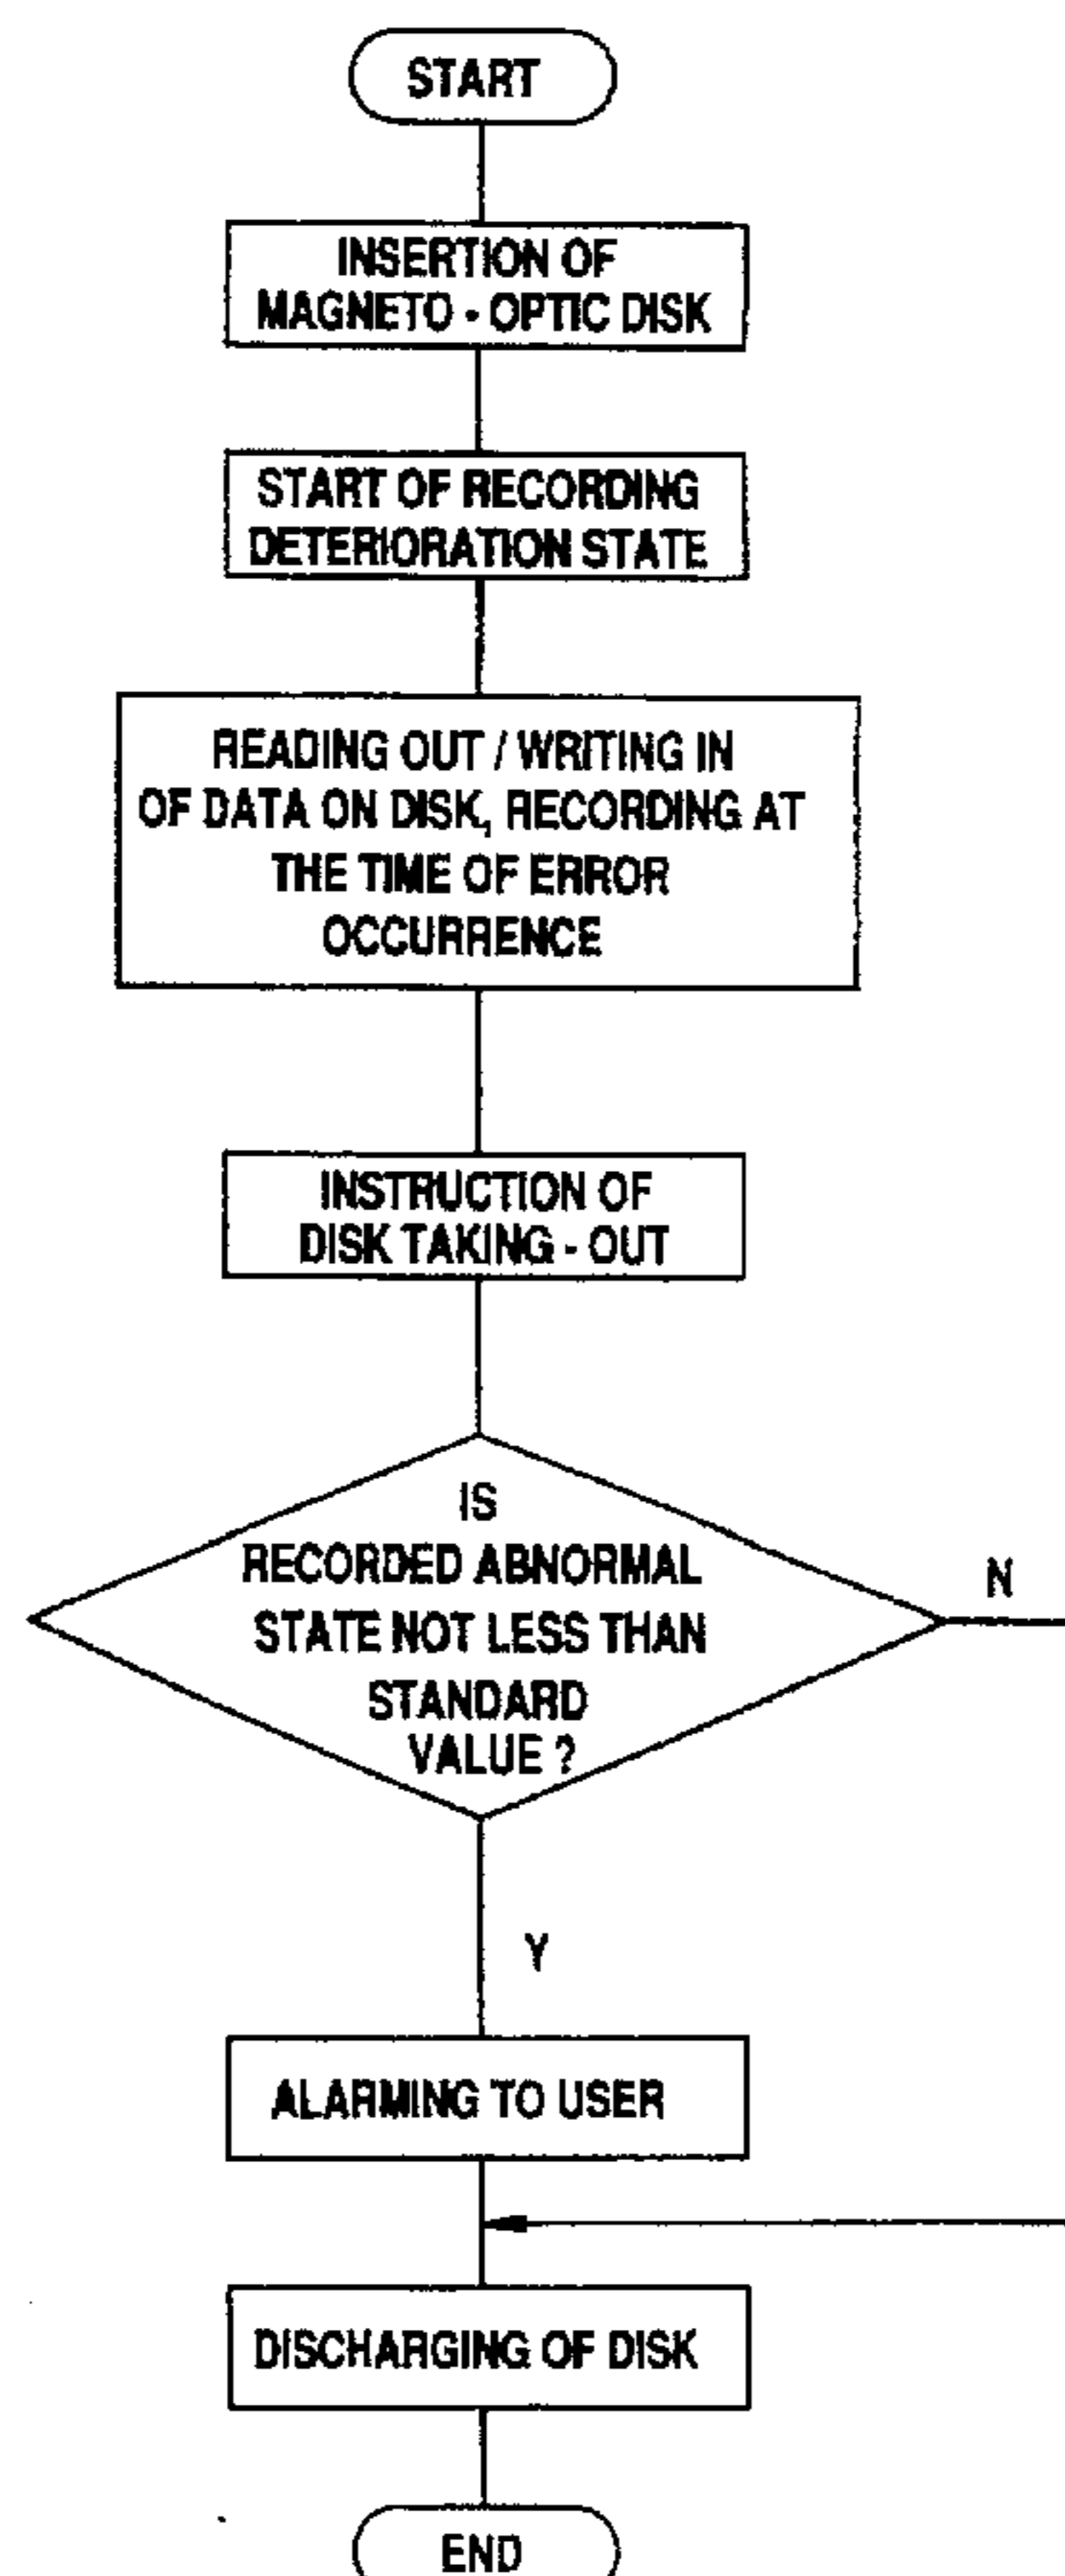 START
INSERTION OF
MAGNETO - OPTIC DISK
START OF RECORDING
DETERIORATION STATE
READING OUT / WRITING IN
OF DATA ON DISK, RECORDING AT
THE TIME OF ERROR
OCCURRENCE
INSTRUCTION OF
DISK TAKING - OUT
IS
RECORDED ABNORMAL
STATE NOT LESS THAN
STANDARD
VALUE ?
N
Y
ALARMING TO USER
DISCHARGING OF DISK
END